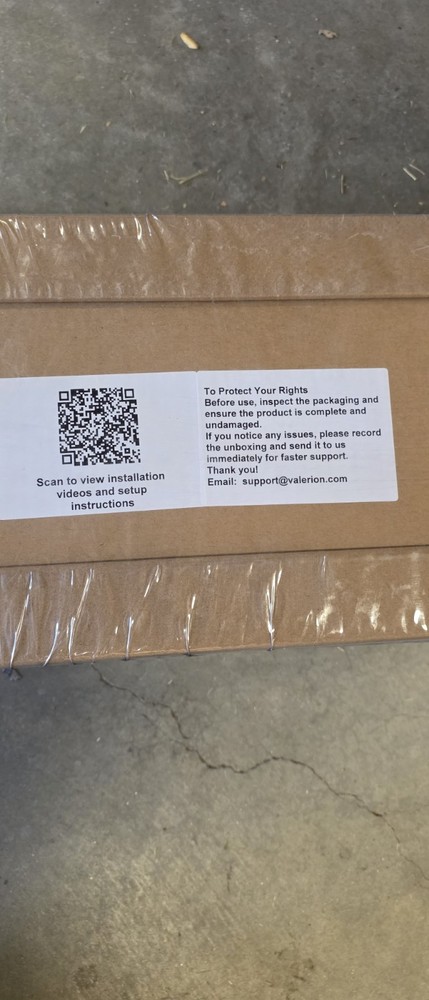 Scan to view installation
videos and setup
instructions
To Protect Your Rights
Before use, inspect the packaging and
ensure the product is complete and
undamaged.
If you notice any issues, please record
the unboxing and send it to us
immediately for faster support.
Thank you!
Email: support@valerion.com